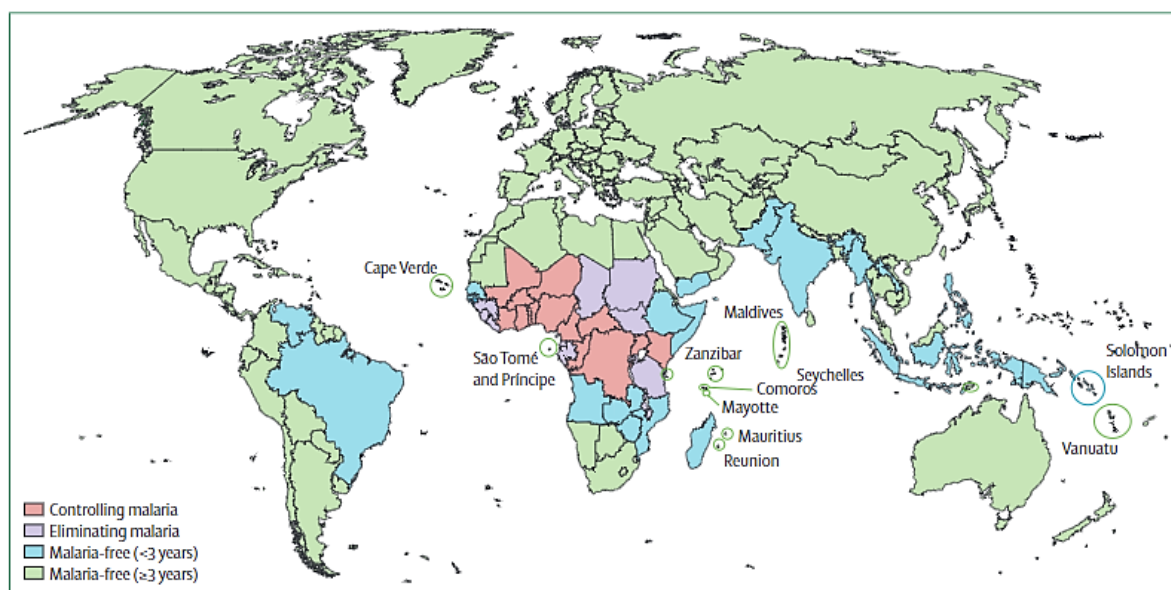 Cape Verde
São Tomé
and Príncipe
Maldives
Zanzibar
Seychelles
Comoros
Mayotte
Mauritius
Reunion
Solomon
Islands
Vanuatu
Controlling malaria
Eliminating malaria
Malaria-free (<3 years)
Malaria-free (≥3 years)